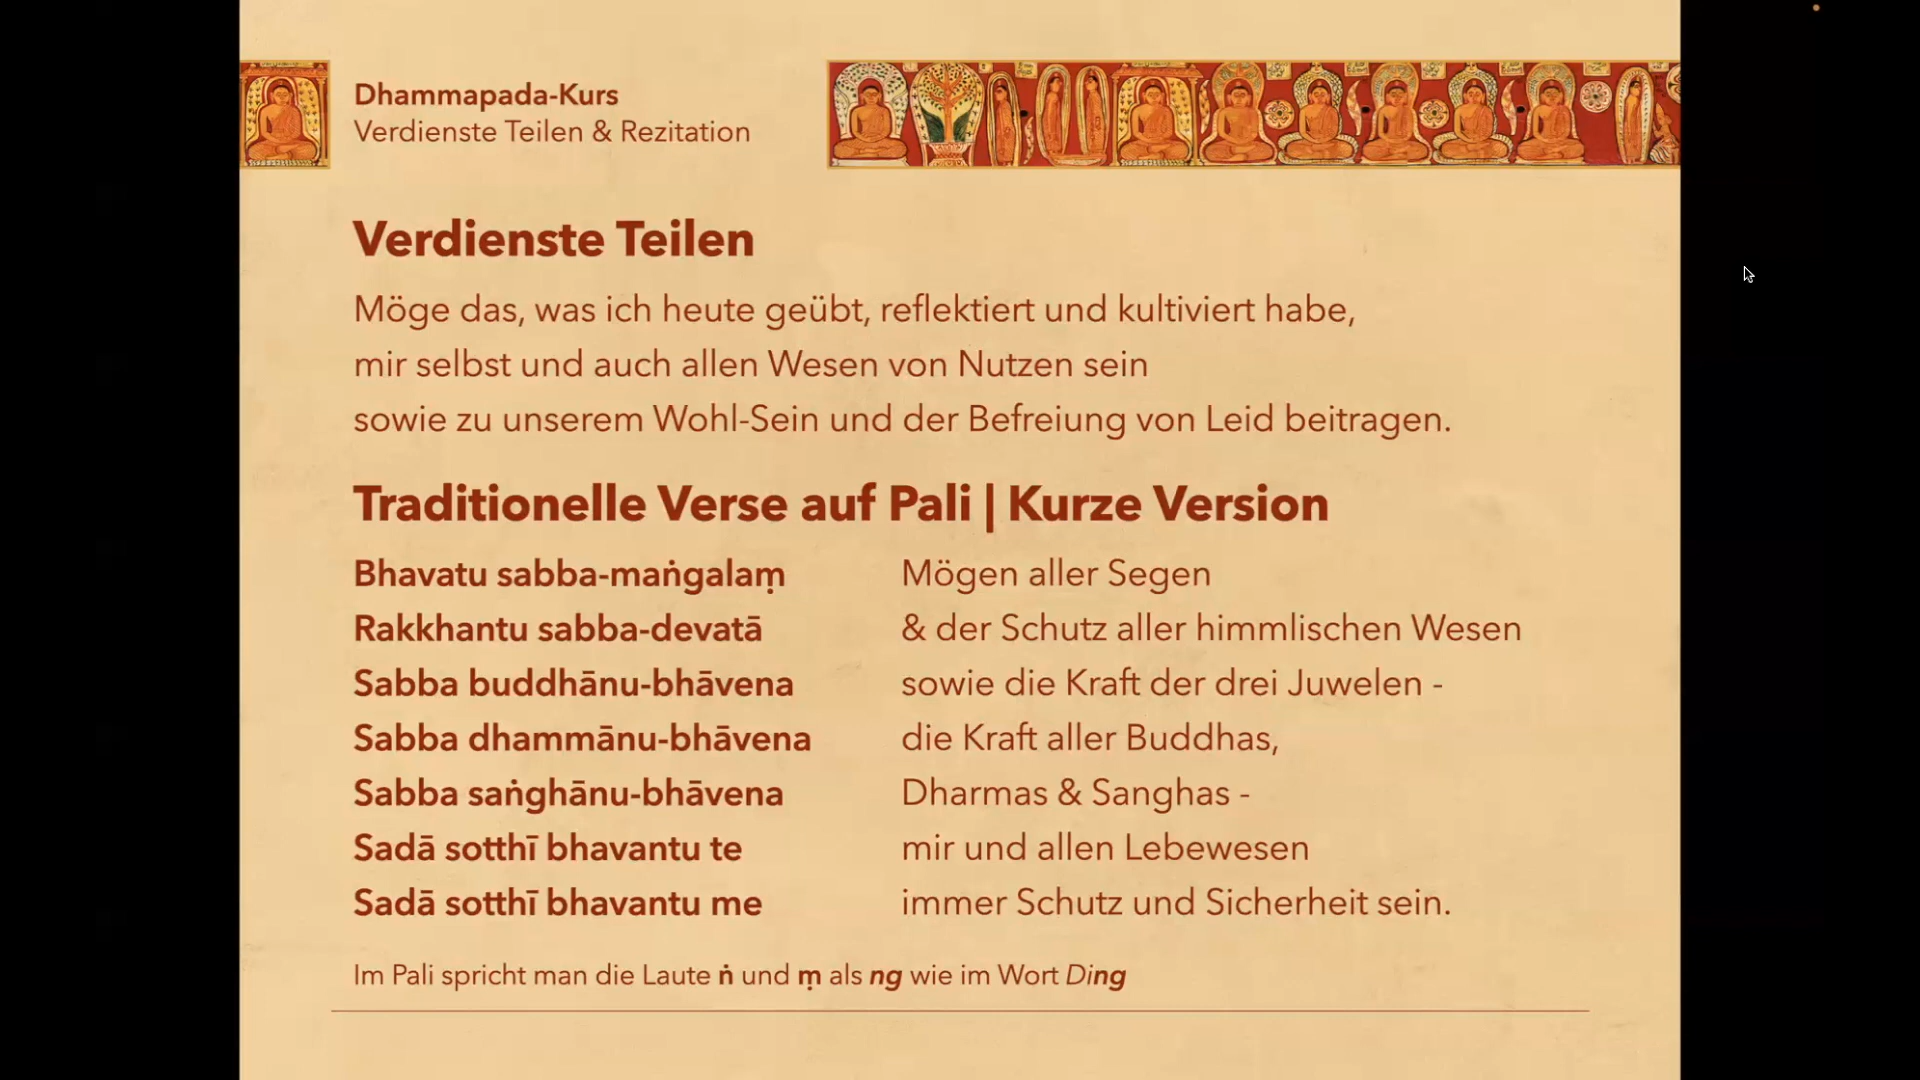 Dhammapada-Kurs
Verdienste Teilen & Rezitation
Verdienste Teilen
Möge das, was ich heute geübt, reflektiert und kultiviert habe,
mir selbst und auch allen Wesen von Nutzen sein
sowie zu unserem Wohl-Sein und der Befreiung von Leid beitragen.
Traditionelle Verse auf Pali | Kurze Version
Bhavatu sabba-maṅgalaṃ Mögen aller Segen
Rakkhantu sabba-devatā & der Schutz aller himmlischen Wesen
Sabba buddhānu-bhāvena sowie die Kraft der drei Juwelen -
Sabba dhammānu-bhāvena die Kraft aller Buddhas,
Sabba saṅghānu-bhāvena Dharmas & Sanghas -
Sadā sotthī bhavantu te mir und allen Lebewesen
Sadā sotthī bhavantu me immer Schutz und Sicherheit sein.
Im Pali spricht man die Laute ṅ und ṃ als ng wie im Wort Ding